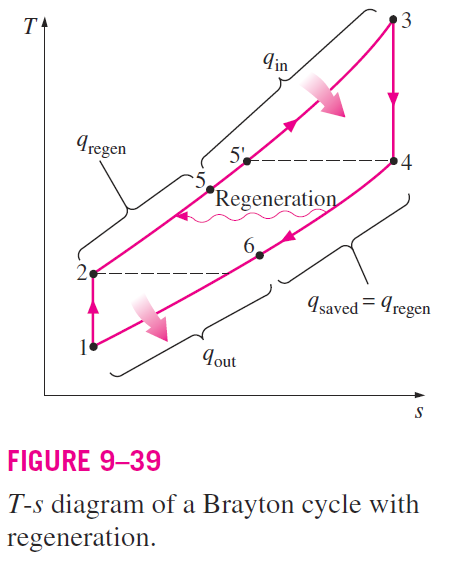 T
3
q_in
q_regen
5'
4
5
Regeneration
6
2
q_saved = q_regen
1
q_out
s
FIGURE 9–39
T-s diagram of a Brayton cycle with
regeneration.